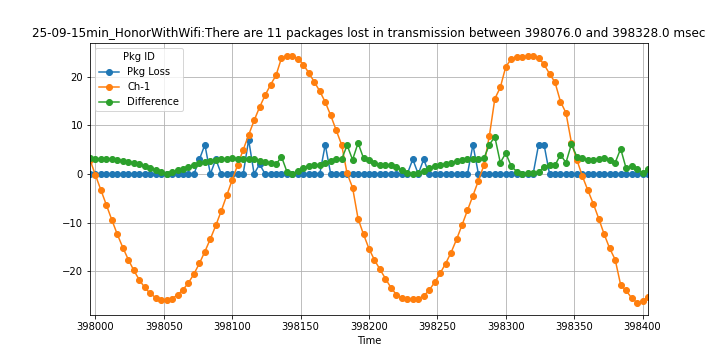 25-09-15min_HonorWithWifi:There are 11 packages lost in transmission between 398076.0 and 398328.0 msec
Pkg ID
Pkg Loss
Ch-1
Difference
20
10
0
−10
−20
398000 398050 398100 398150 398200 398250 398300 398350 398400
Time